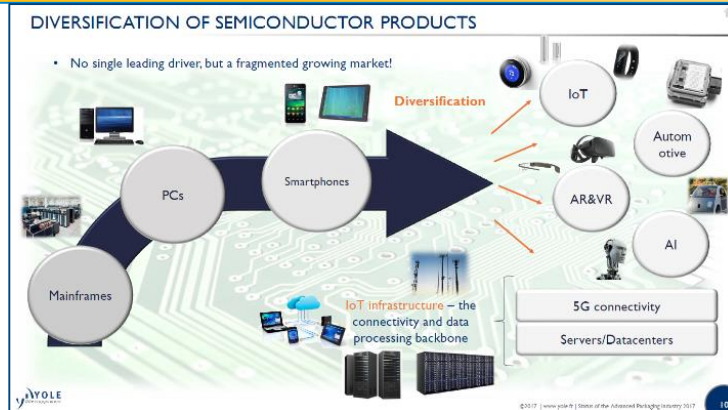 DIVERSIFICATION OF SEMICONDUCTOR PRODUCTS
• No single leading driver, but a fragmented growing market!
Diversification
IoT
Autom
otive
Smartphones
PCs
AR&VR
AI
Mainframes
IoT infrastructure – the
connectivity and data
processing backbone
5G connectivity
Servers/Datacenters
YOLE
©2017 | www.yole.fr | Status of the Advanced Packaging Industry 2017
10